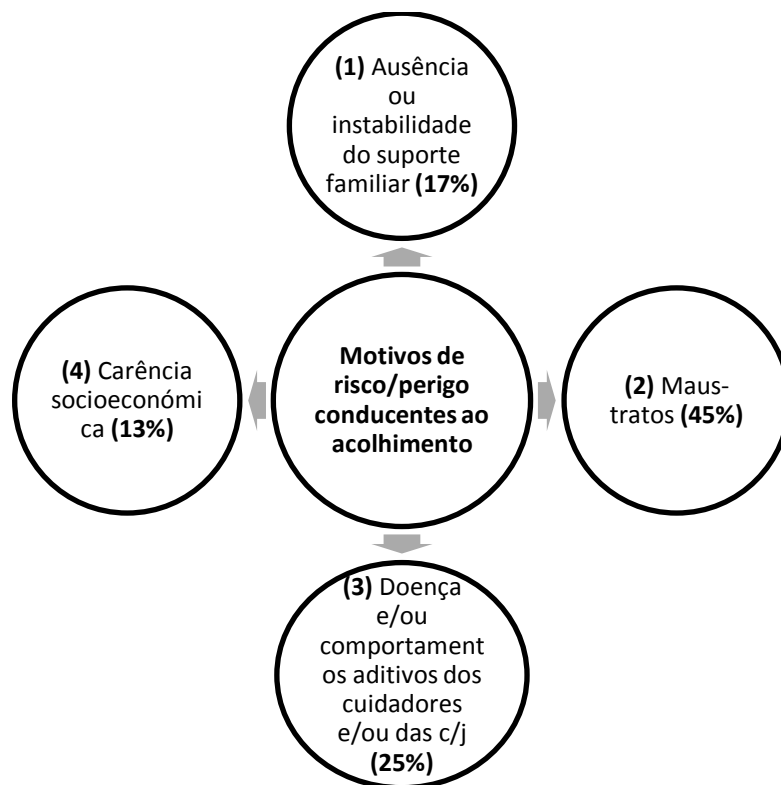 (1) Ausência
ou
instabilidade
do suporte
familiar (17%)
Motivos de
risco/perigo
conducentes ao
acolhimento
(4) Carência
socioeconómi
ca (13%)
(2) Maus-
tratos (45%)
(3) Doença
e/ou
comportament
os aditivos dos
cuidadores
e/ou das c/j
(25%)